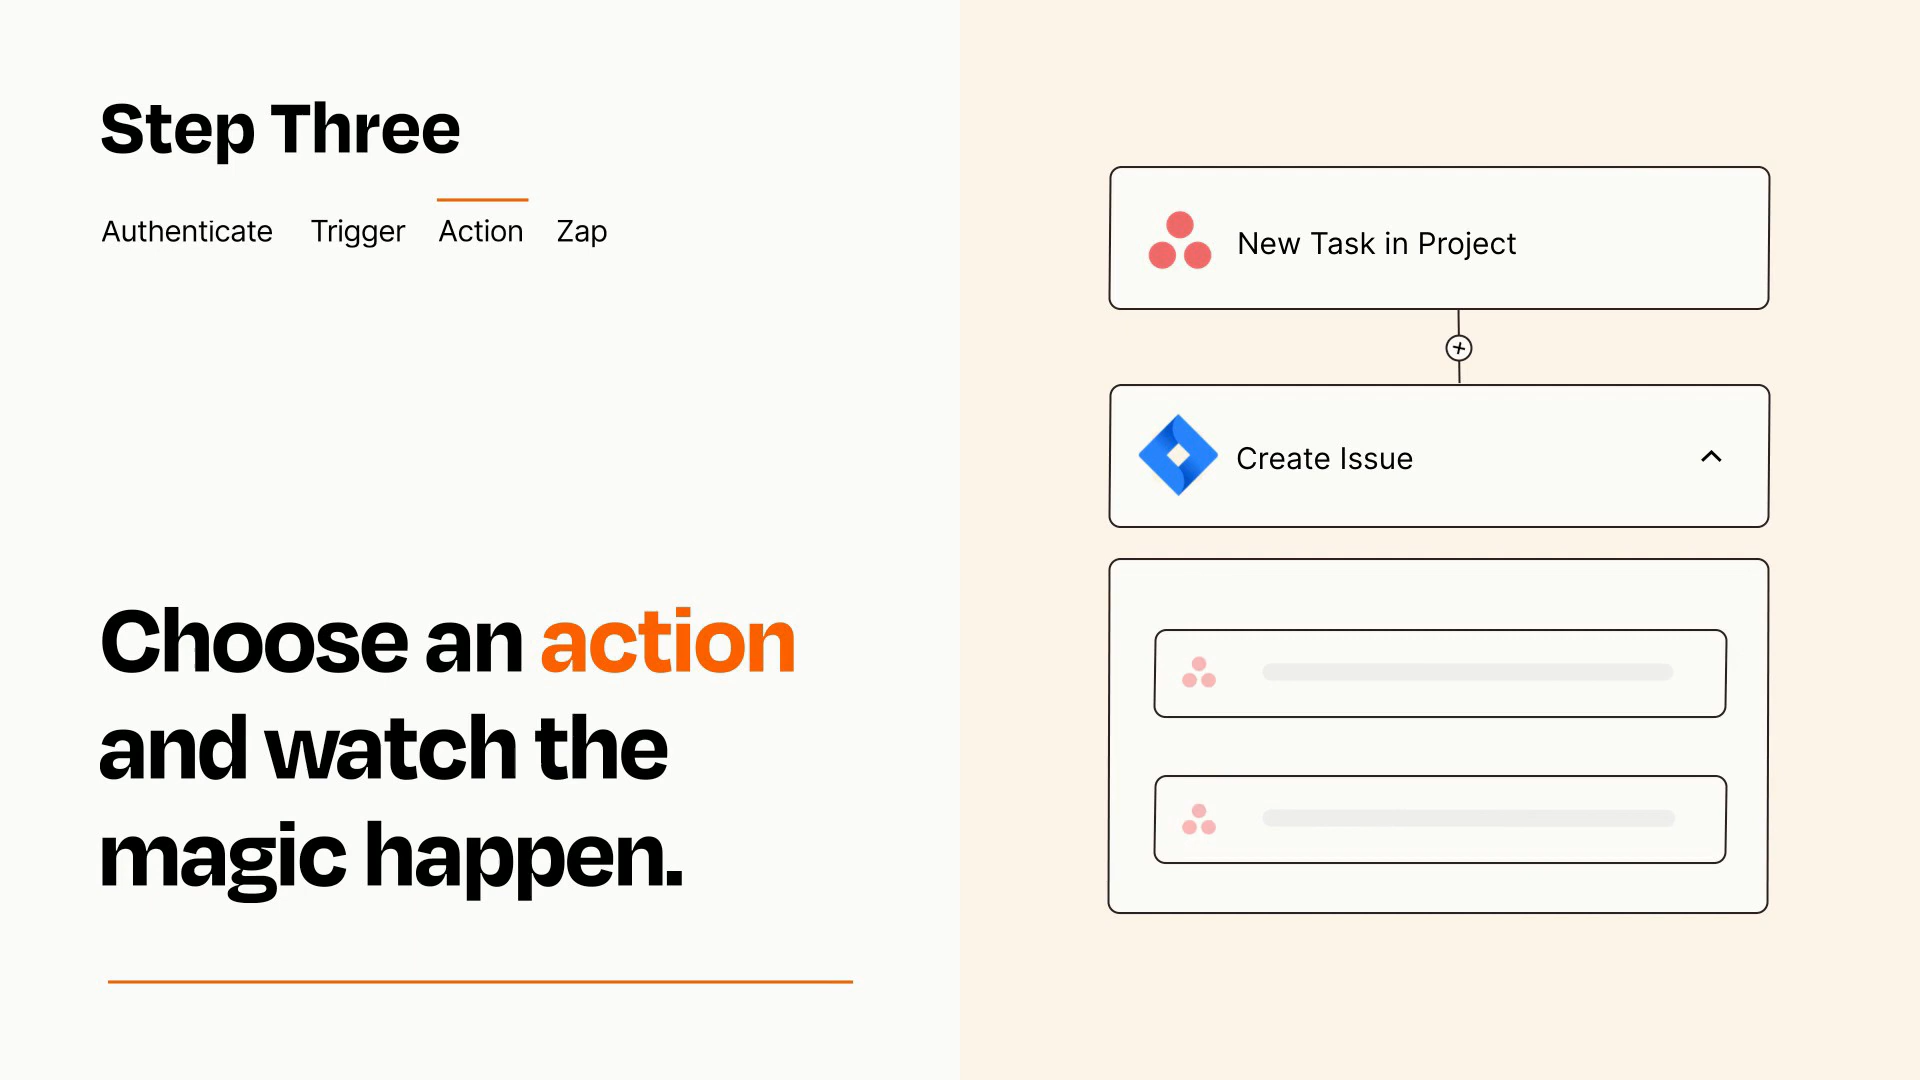 Step Three
Authenticate Trigger Action Zap
Choose an action
and watch the
magic happen.
New Task in Project
Create Issue